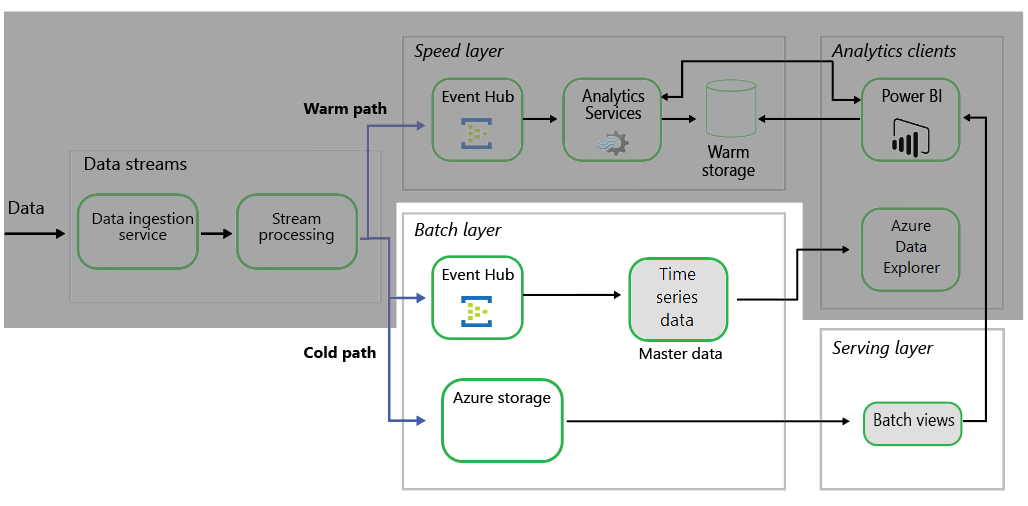 Speed layer
Analytics clients
Event Hub
Analytics
Services
Power BI
Warm path
Warm
storage
Data streams
Data
Data ingestion
service
Stream
processing
Batch layer
Azure
Data
Explorer
Event Hub
Time
series
data
Master data
Cold path
Serving layer
Azure storage
Batch views